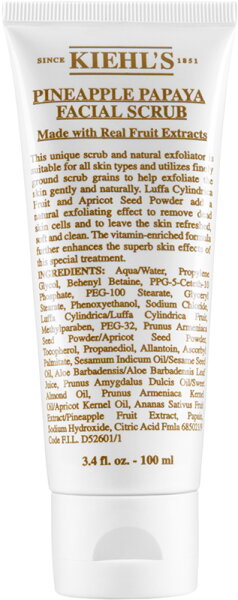 SINCE KIEHL'S 1851
PINEAPPLE PAPAYA
FACIAL SCRUB
Made with Real Fruit Extracts
This unique scrub and natural exfoliator is
suitable for all skin types and utilizes finely
ground scrub grains to help exfoliate the
skin gently and naturally. Luffa Cylindrica
Fruit and Apricot Seed Powder add a
natural exfoliating effect to remove dead
skin cells and to leave the skin refreshed,
soft and clean. The vitamin-enriched formula
further enhances the superb skin effects of
this special treatment.
INGREDIENTS: Aqua/Water, Propylene
Glycol, Behenyl Betaine, PPG-5-Ceteth-10
Phosphate, PEG-100 Stearate, Glyceryl
Stearate, Phenoxyethanol, Sodium Chloride,
Luffa Cylindrica/Luffa Cylindrica Fruit,
Methylparaben, PEG-32, Prunus Armeniaca
Powder/Apricot Seed Powder,
Tocopherol, Propanediol, Allantoin, Ascorbyl
Palmitate, Sesamum Indicum Oil/Sesame Seed
Oil, Aloe Barbadensis/Aloe Barbadensis Leaf
Juice, Prunus Amygdalus Dulcis Oil/Sweet
Almond Oil, Prunus Armeniaca Kernel
Oil/Apricot Kernel Oil, Ananas Sativus Fruit
Extract/Pineapple Fruit Extract, Papain,
Sodium Hydroxide, Citric Acid Fmla
Code F.I.L. D52601/1
3.4 fl. oz. - 100 ml